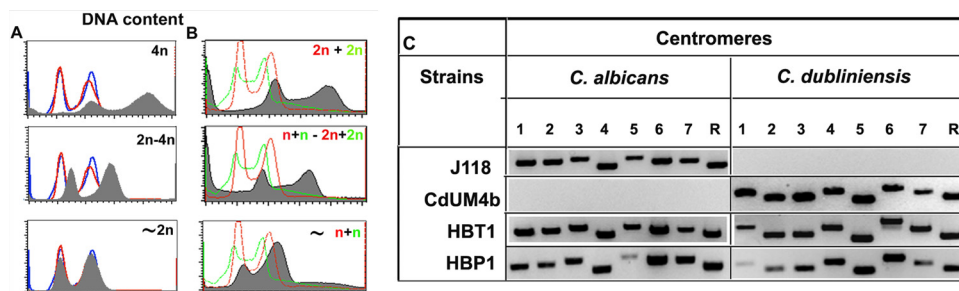 DNA content
A
4n
2n-4n
~2n
B
2n + 2n
n+n - 2n+2n
~ n+n
C
Centromeres
Strains
C. albicans
C. dubliniensis
1 2 3 4 5 6 7 R 1 2 3 4 5 6 7 R
J118
CdUM4b
HBT1
HBP1